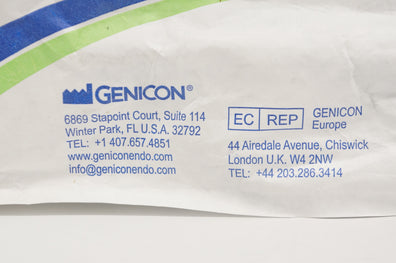 GENICON®
6869 Stapoint Court, Suite 114
Winter Park, FL U.S.A. 32792
TEL: +1 407.657.4851
www.geniconendo.com
info@geniconendo.com
EC REP
GENICON
Europe
44 Airedale Avenue, Chiswick
London U.K. W4 2NW
TEL: +44 203.286.3414